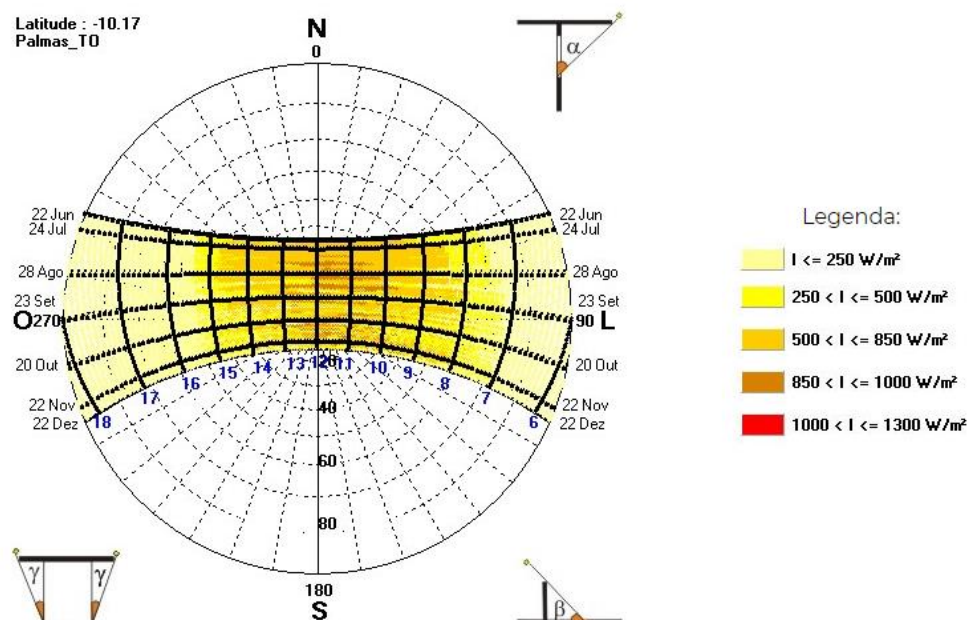 Latitude : -10.17
Palmas_TO
N
0
α
22 Jun
24 Jul
28 Ago
23 Set
O 270
20 Out
22 Nov
22 Dez
22 Jun
24 Jul
28 Ago
23 Set
90 L
20 Out
22 Nov
22 Dez
18 17 16 15 14 13 12 11 10 9 8 7 6
20
40
60
80
180
S
γ γ
β
Legenda:
I <= 250 W/m²
250 < I <= 500 W/m²
500 < I <= 850 W/m²
850 < I <= 1000 W/m²
1000 < I <= 1300 W/m²